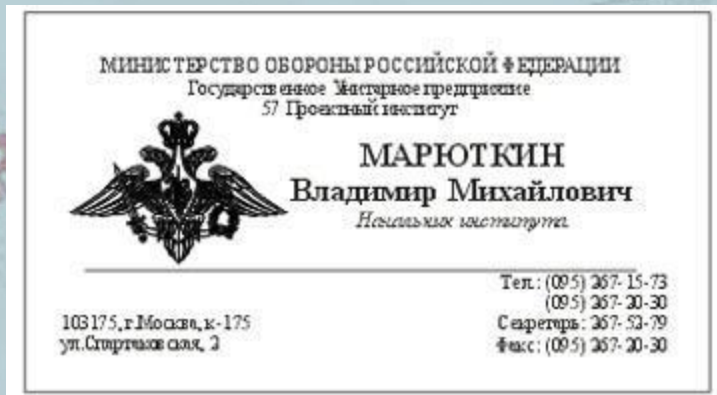 МИНИСТЕРСТВО ОБОРОНЫ РОССИЙСКОЙ ФЕДЕРАЦИИ
Государственное Унитарное предприятие
57 Проектный институт
МАРЮТКИН
Владимир Михайлович
Начальник института
Тел.: (095) 267-15-73
(095) 267-20-30
103175, г.Москва, к-175
Секретарь: 267-52-79
ул.Спартаковская, 2
Факс: (095) 267-20-30